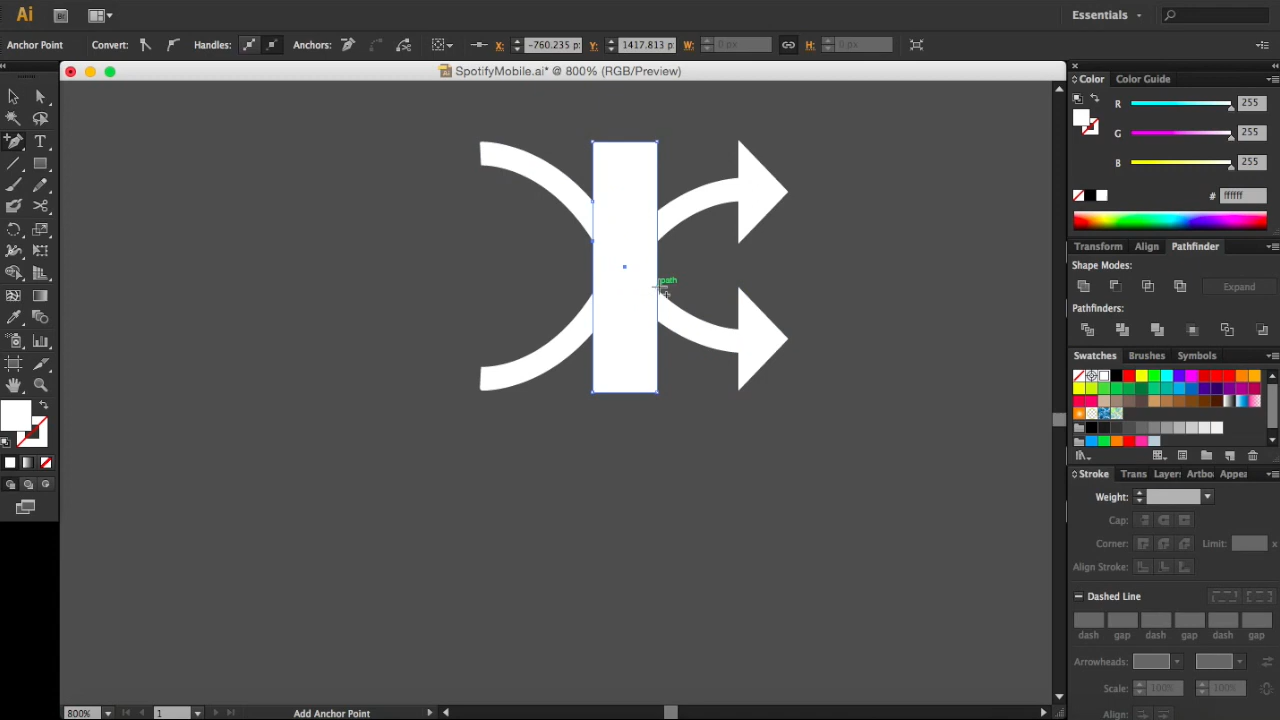 Ai
Essentials
Anchor Point
Convert:
Handles:
Anchors:
X:
-760.235 p:
Y:
1417.813 p:
W:
0 px
H:
0 px
SpotifyMobile.ai* @ 800% (RGB/Preview)
Color
Color Guide
R
255
G
255
B
255
#
ffffff
T
path
Transform
Align
Pathfinder
Shape Modes:
Expand
Pathfinders:
Swatches
Brushes
Symbols
Stroke
Trans
Layers
Artbo
Appea
Weight:
Cap:
Corner:
Limit:
x
Align Stroke:
Dashed Line
dash
gap
dash
gap
dash
gap
Arrowheads:
Scale:
100%
100%
Align:
800%
1
Add Anchor Point